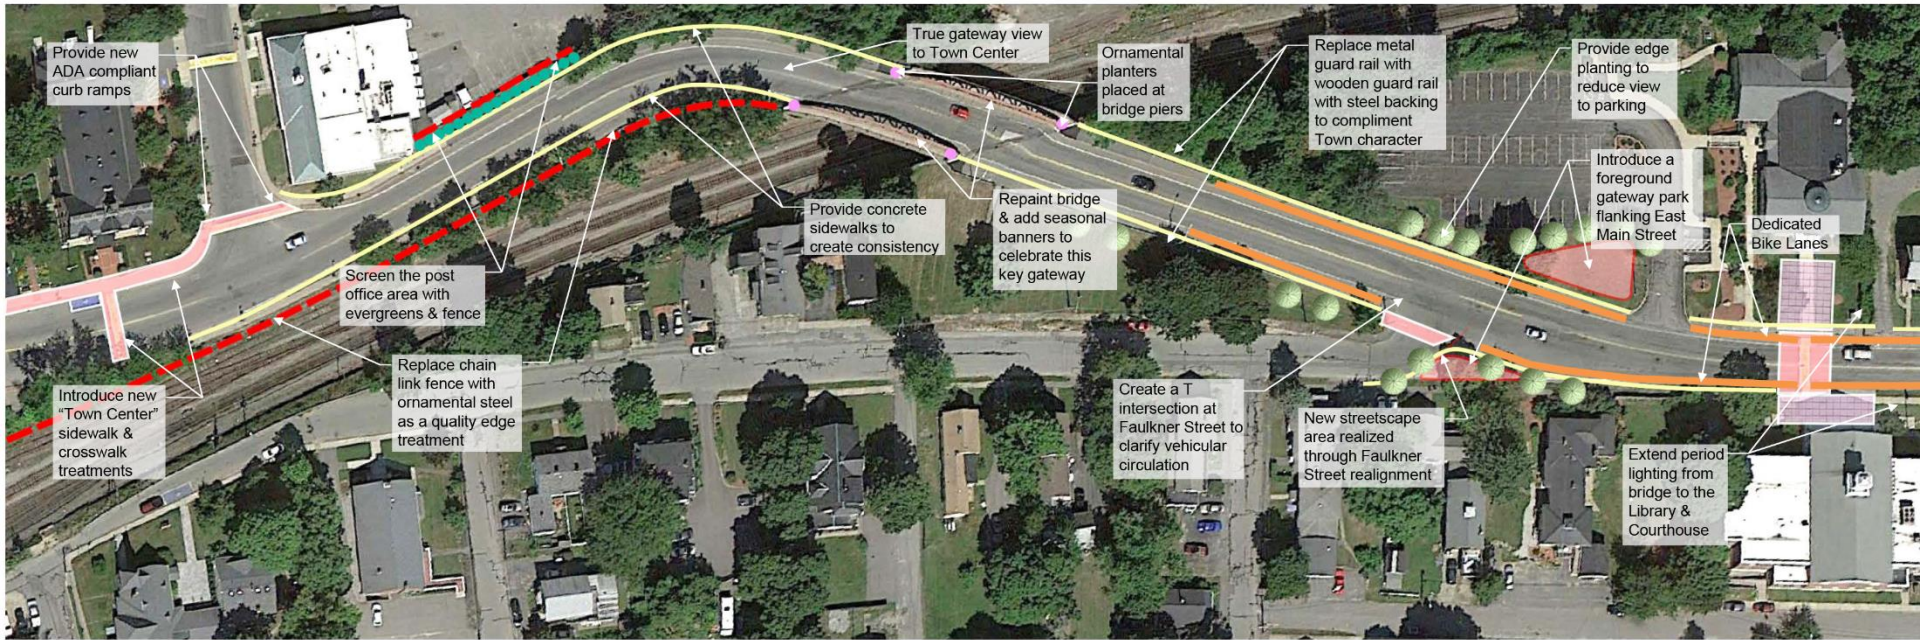 Provide new
ADA compliant
curb ramps
True gateway view
to Town Center
Ornamental
planters
placed at
bridge piers
Replace metal
guard rail with
wooden guard rail
with steel backing
to compliment
Town character
Provide edge
planting to
reduce view
to parking
Introduce a
foreground
gateway park
flanking East
Main Street
Dedicated
Bike Lanes
Provide concrete
sidewalks to
create consistency
Repaint bridge
& add seasonal
banners to
celebrate this
key gateway
Screen the post
office area with
evergreens & fence
Introduce new
“Town Center”
sidewalk &
crosswalk
treatments
Replace chain
link fence with
ornamental steel
as a quality edge
treatment
Create a T
intersection at
Faulkner Street to
clarify vehicular
circulation
New streetscape
area realized
through Faulkner
Street realignment
Extend period
lighting from
bridge to the
Library &
Courthouse